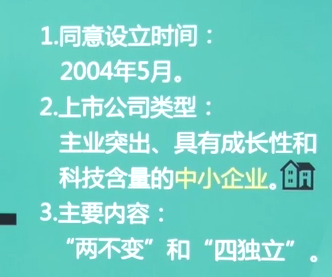 1.同意设立时间：
2004年5月。
2.上市公司类型：
主业突出、具有成长性和
科技含量的中小企业。
3.主要内容：
“两不变”和“四独立”。